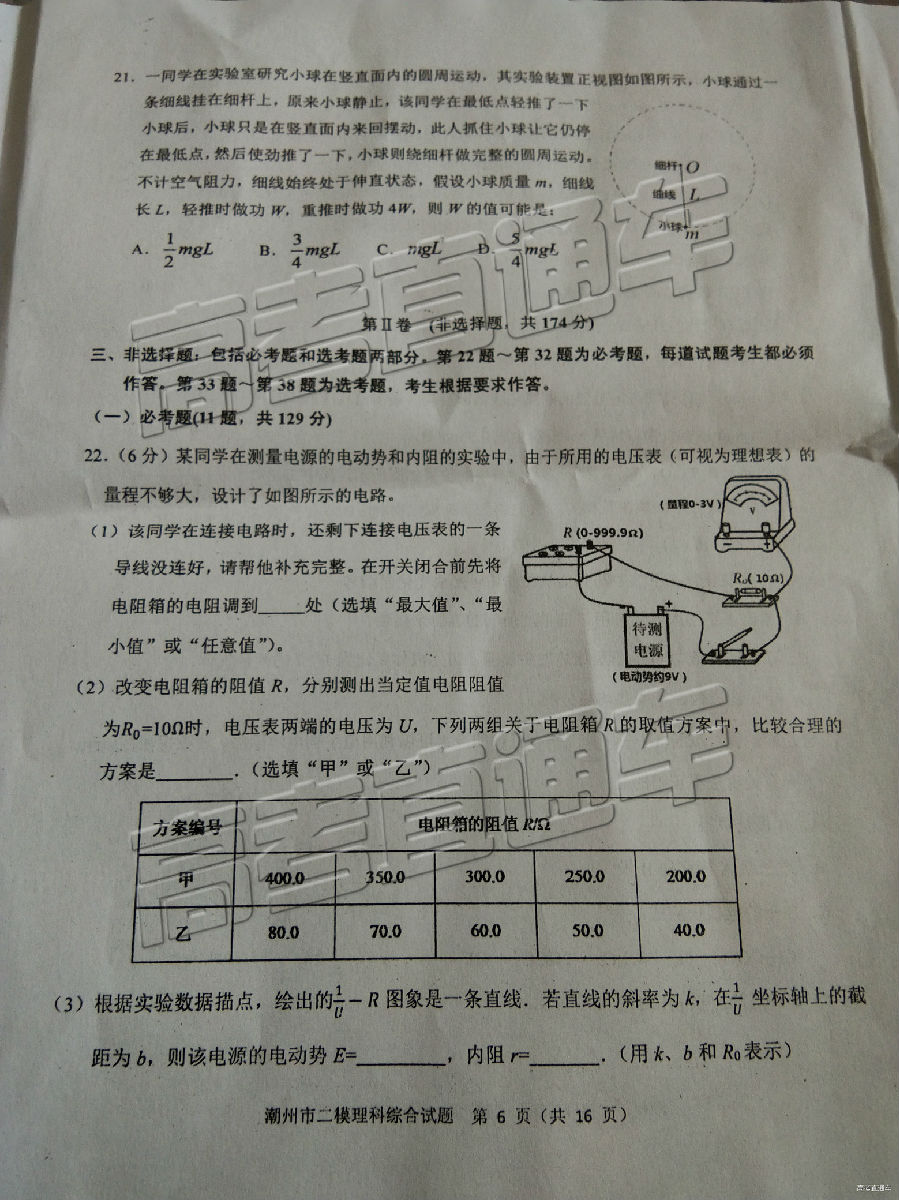 21．一同学在实验室研究小球在竖直面内的圆周运动，其实验装置正视图如图所示，小球通过一
条细线挂在细杆上，原来小球静止，该同学在最低点轻推了一下
小球后，小球只是在竖直面内来回摆动，此人抓住小球让它仍停
在最低点，然后使劲推了一下，小球则绕细杆做完整的圆周运动。
不计空气阻力，细线始终处于伸直状态，假设小球质量 m，细线
长 L，轻推时做功 W，重推时做功 4W，则 W 的值可能是：
细杆 O
细线 L
小球 m
A．1/2 mgL B．3/4 mgL C．mgL D．5/4 mgL
第Ⅱ卷 (非选择题，共 174 分)
三、非选择题：包括必考题和选考题两部分。第 22 题～第 32 题为必考题，每道试题考生都必须
作答。第 33 题～第 38 题为选考题，考生根据要求作答。
（一）必考题(11 题，共 129 分)
22．（6 分）某同学在测量电源的电动势和内阻的实验中，由于所用的电压表（可视为理想表）的
量程不够大，设计了如图所示的电路。
（1）该同学在连接电路时，还剩下连接电压表的一条
导线没连好，请帮他补充完整。在开关闭合前先将
电阻箱的电阻调到_____处（选填“最大值”、“最
小值”或“任意值”）。
（量程0-3V）
V
R (0-999.9Ω)
R₀( 10Ω)
待测
电源
（电动势约9V）
（2）改变电阻箱的阻值 R，分别测出当定值电阻阻值
为R₀=10Ω时，电压表两端的电压为 U，下列两组关于电阻箱 R 的取值方案中，比较合理的
方案是________．（选填“甲”或“乙”）
方案编号 电阻箱的阻值 R/Ω
甲 400.0 350.0 300.0 250.0 200.0
乙 80.0 70.0 60.0 50.0 40.0
（3）根据实验数据描点，绘出的1/U－R 图象是一条直线．若直线的斜率为 k，在1/U 坐标轴上的截
距为 b，则该电源的电动势 E=_________，内阻 r=_______．（用 k、b 和 R₀表示）
潮州市二模理科综合试题 第 6 页（共 16 页）
高考直通车
高考直通车
高考直通车